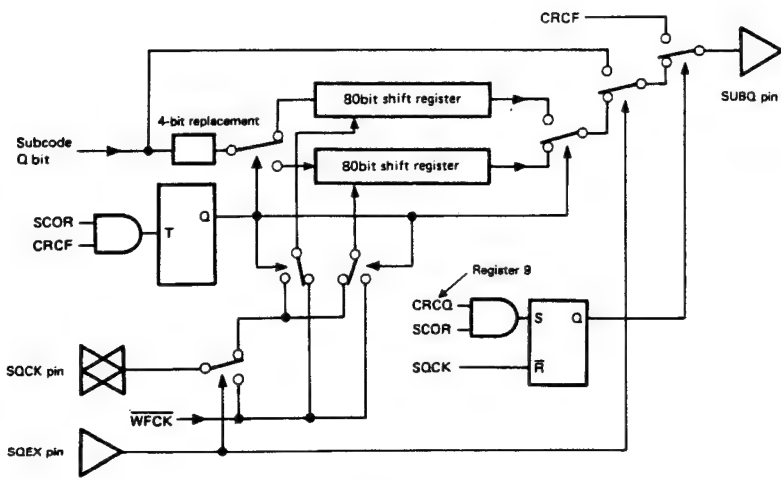 CRCF
SUBQ pin
80bit shift register
4-bit replacement
Subcode
Q bit
80bit shift register
SCOR
CRCF
T
Q
Register 9
CRCQ
SCOR
S
Q
SQCK
R
SQCK pin
WFCK
SQEX pin